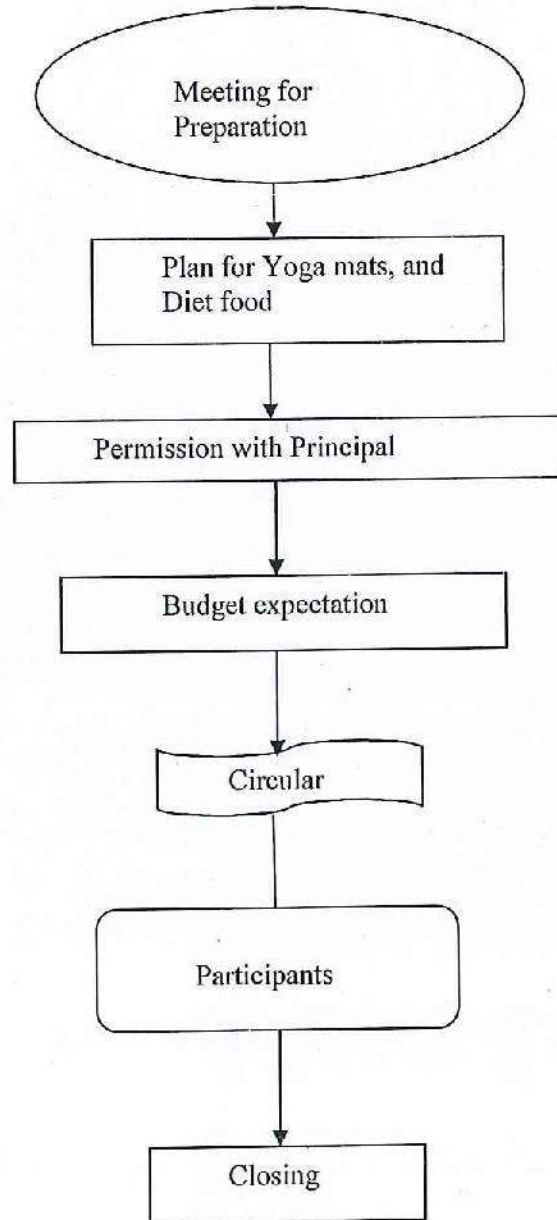 Meeting for
Preparation
Plan for Yoga mats, and
Diet food
Permission with Principal
Budget expectation
Circular
Participants
Closing